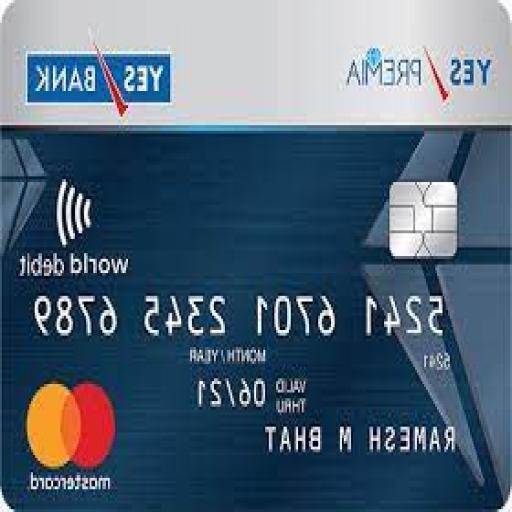 YES PREMIA YES BANK
world debit
5241 6701 2345 6789
5241
MONTH / YEAR
VALID THRU 06/21
RAMESH M BHAT
mastercard